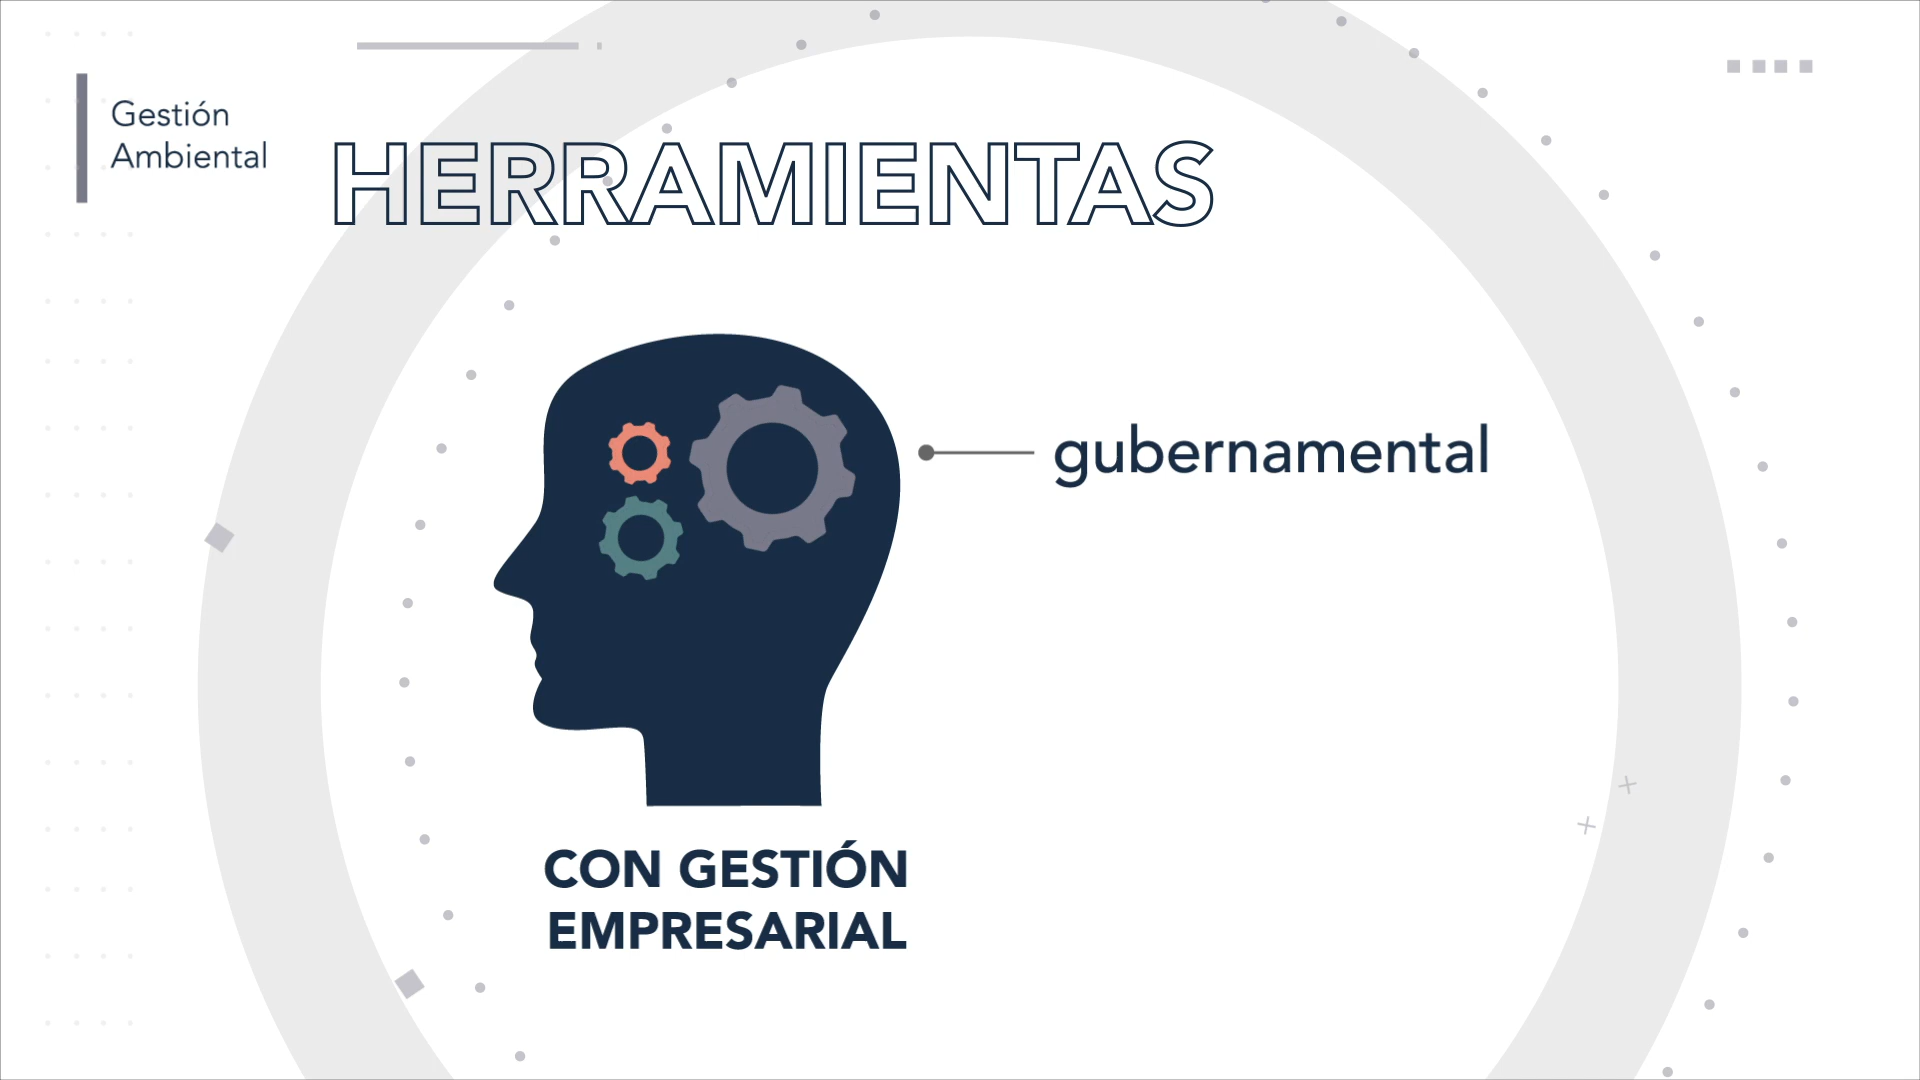 Gestión
Ambiental
HERRAMIENTAS
gubernamental
CON GESTIÓN
EMPRESARIAL